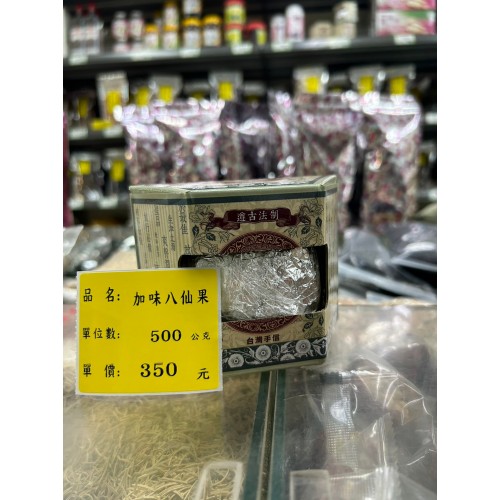 遵古法制
台灣手信
品名: 加味八仙果
單位數: 500 公克
單價: 350 元